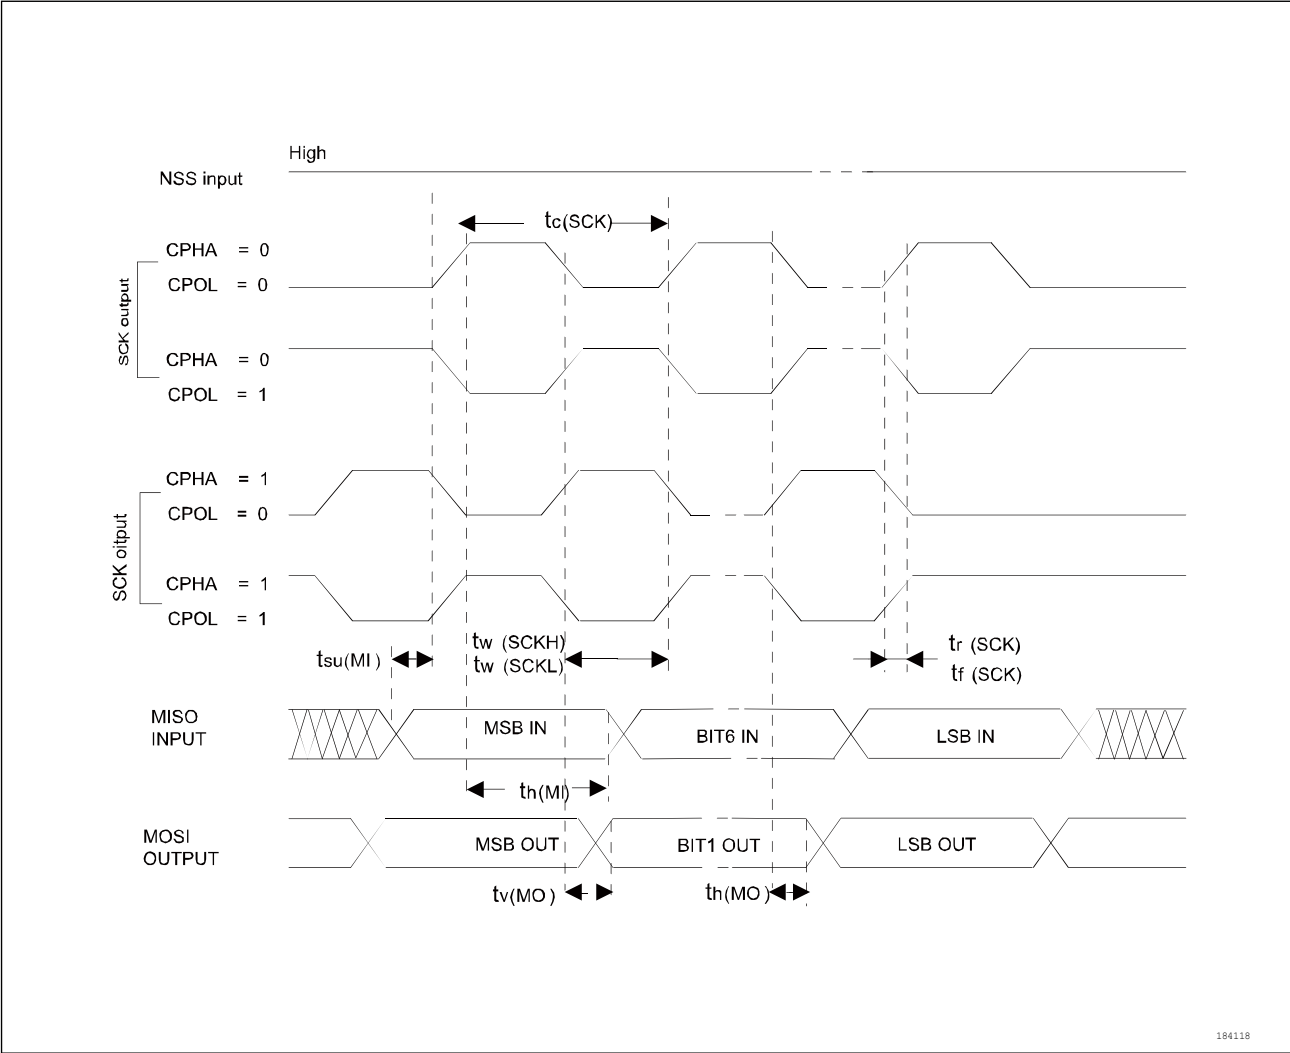 High
NSS input
tc(SCK)
CPHA = 0
CPOL = 0
SCK output
CPHA = 0
CPOL = 1
CPHA = 1
CPOL = 0
SCK oitput
CPHA = 1
CPOL = 1
tsu(MI)
tw (SCKH)
tw (SCKL)
tr (SCK)
tf (SCK)
MISO
INPUT
MSB IN
BIT6 IN
LSB IN
th(MI)
MOSI
OUTPUT
MSB OUT
BIT1 OUT
LSB OUT
tv(MO)
th(MO)
184118